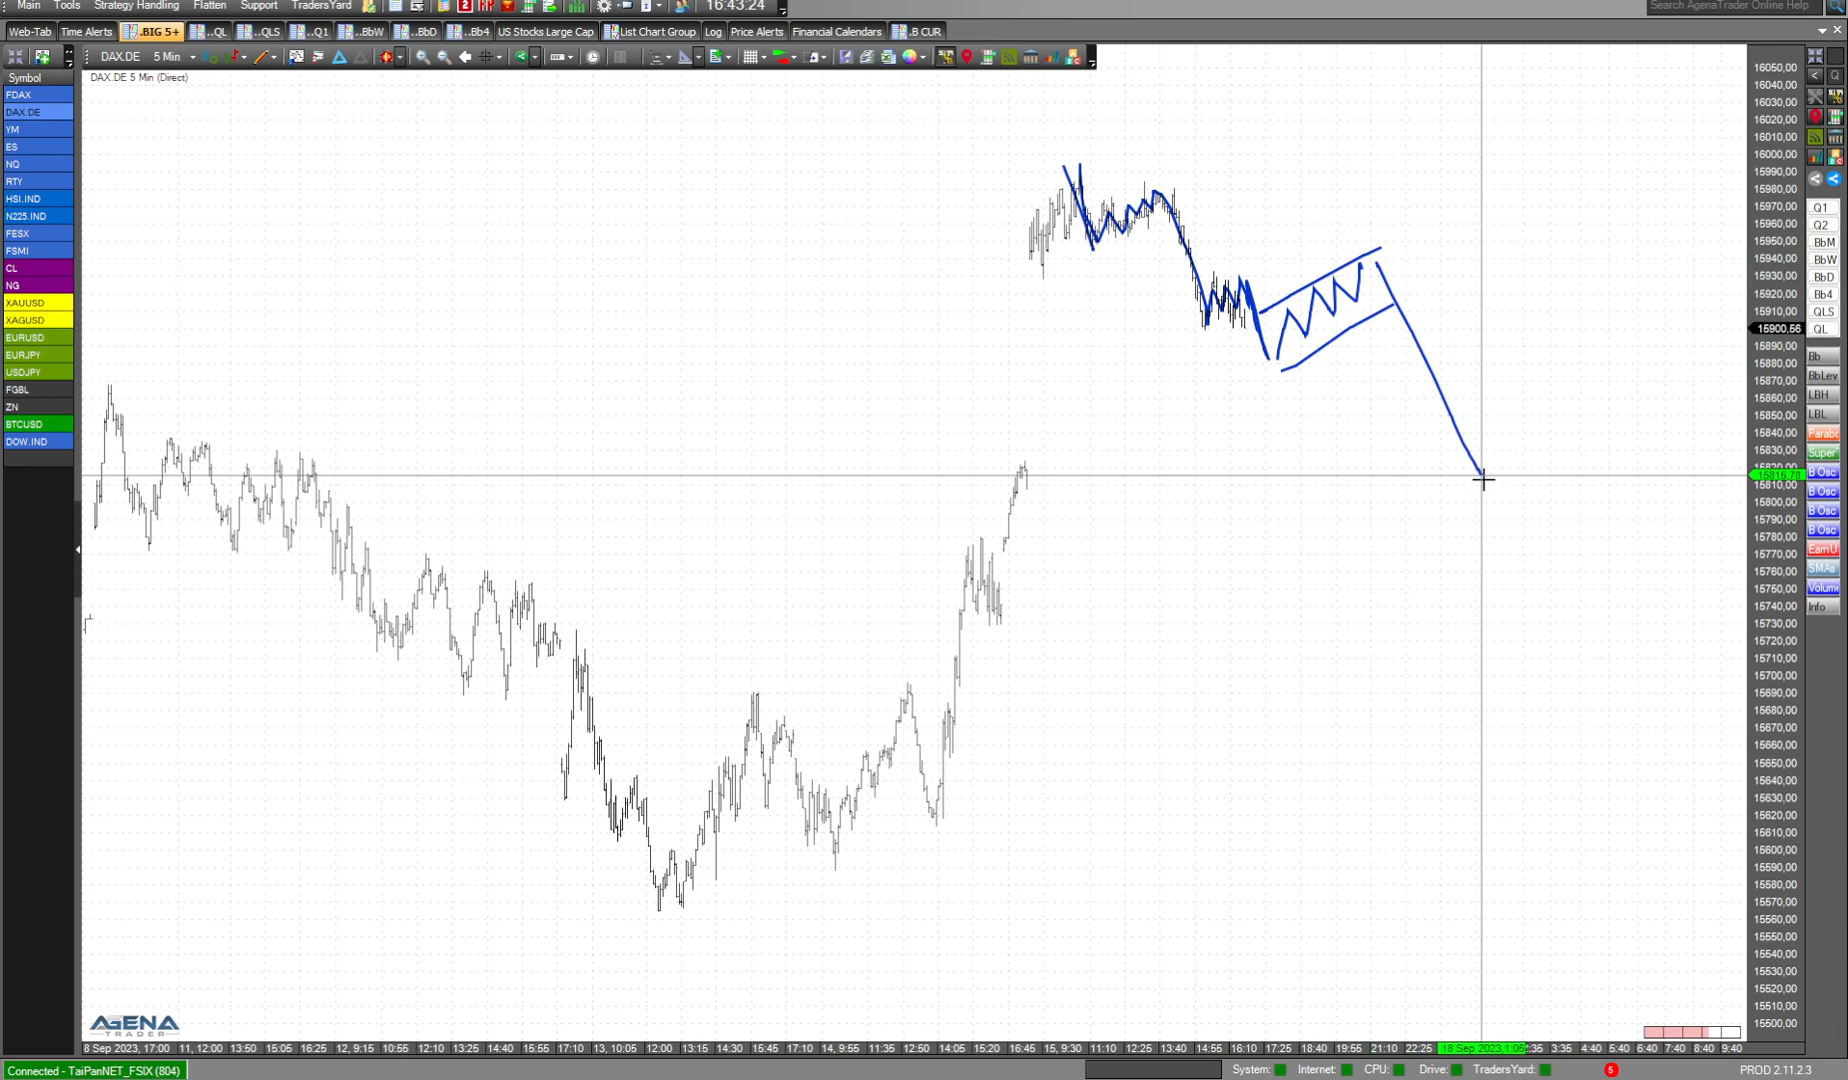 Main Tools Strategy Handling Flatten Support TradersYard 16:43:24 Search AgenaTrader Online Help
Web-Tab Time Alerts .BIG 5+ ..QL ..QLS ..Q1 ..BbW ..BbD ..Bb4 US Stocks Large Cap List Chart Group Log Price Alerts Financial Calendars .B CUR
DAX.DE 5 Min
Symbol
DAX.DE 5 Min (Direct)
FDAX
DAX.DE
YM
ES
NQ
RTY
HSI.IND
N225.IND
FESX
FSMI
CL
NG
XAUUSD
XAGUSD
EURUSD
EURJPY
USDJPY
FGBL
ZN
BTCUSD
DOW.IND
16050,00
16040,00
16030,00
16020,00
16010,00
16000,00
15990,00
15980,00
15970,00
15960,00
15950,00
15940,00
15930,00
15920,00
15910,00
15900,56
15890,00
15880,00
15870,00
15860,00
15850,00
15840,00
15830,00
15820,00
15810,00
15800,00
15790,00
15780,00
15770,00
15760,00
15750,00
15740,00
15730,00
15720,00
15710,00
15700,00
15690,00
15680,00
15670,00
15660,00
15650,00
15640,00
15630,00
15620,00
15610,00
15600,00
15590,00
15580,00
15570,00
15560,00
15550,00
15540,00
15530,00
15520,00
15510,00
15500,00
..Q1
..Q2
..BbM
..BbW
..BbD
..Bb4
..QLS
..QL
Bb
BbLev
LBH
LBL
Parabo
Super
B Osc
B Osc
B Osc
B Osc
EarnU
SMAs
Volume
Info
AGENA
TRADER
8 Sep 2023, 17:00 11, 12:00 13:50 15:05 16:25 12, 9:15 10:55 12:10 13:25 14:40 15:55 17:10 13, 10:05 12:00 13:15 14:30 15:45 17:10 14, 9:55 11:35 12:50 14:05 15:20 16:45 15, 9:30 11:10 12:25 13:40 14:55 16:10 17:25 18:40 19:55 21:10 22:25 18 Sep 2023,1:05 2:35 3:35 4:40 5:40 6:40 7:40 8:40 9:40
Connected - TaiPanNET_FSIX (804) System: Internet: CPU: Drive: TradersYard: 5 PROD 2.11.2.3